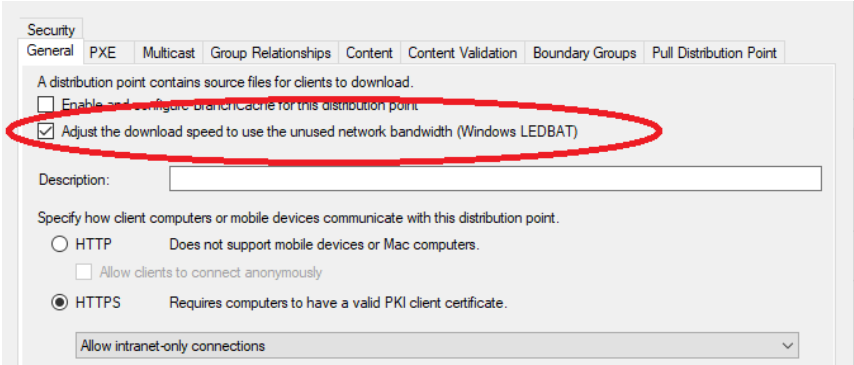 Security
General PXE Multicast Group Relationships Content Content Validation Boundary Groups Pull Distribution Point
A distribution point contains source files for clients to download.
Enable and configure BranchCache for this distribution point
Adjust the download speed to use the unused network bandwidth (Windows LEDBAT)
Description:
Specify how client computers or mobile devices communicate with this distribution point.
HTTP Does not support mobile devices or Mac computers.
Allow clients to connect anonymously
HTTPS Requires computers to have a valid PKI client certificate.
Allow intranet-only connections